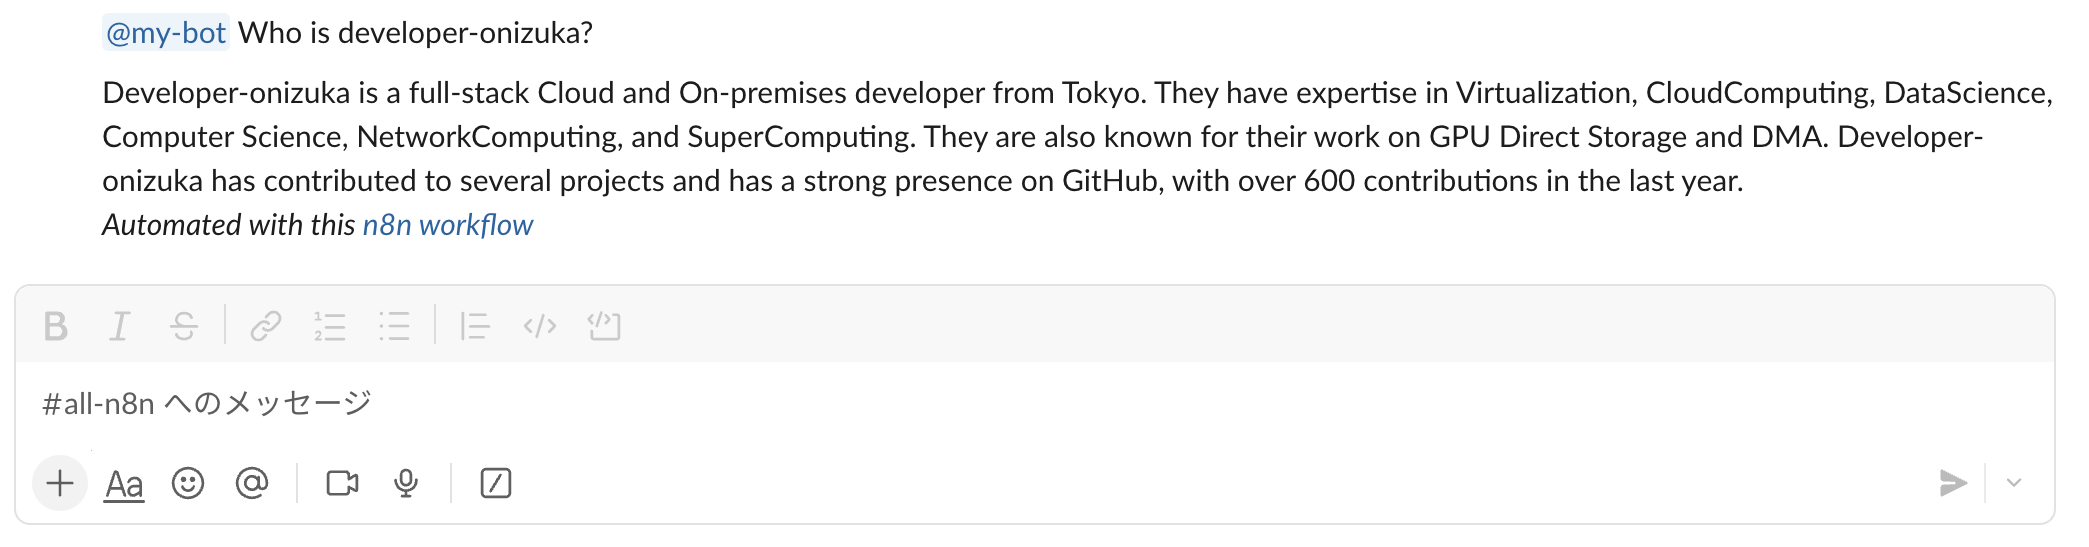 @my-bot Who is developer-onizuka?
Developer-onizuka is a full-stack Cloud and On-premises developer from Tokyo. They have expertise in Virtualization, CloudComputing, DataScience,
Computer Science, NetworkComputing, and SuperComputing. They are also known for their work on GPU Direct Storage and DMA. Developer-
onizuka has contributed to several projects and has a strong presence on GitHub, with over 600 contributions in the last year.
Automated with this n8n workflow
#all-n8n へのメッセージ
Aa